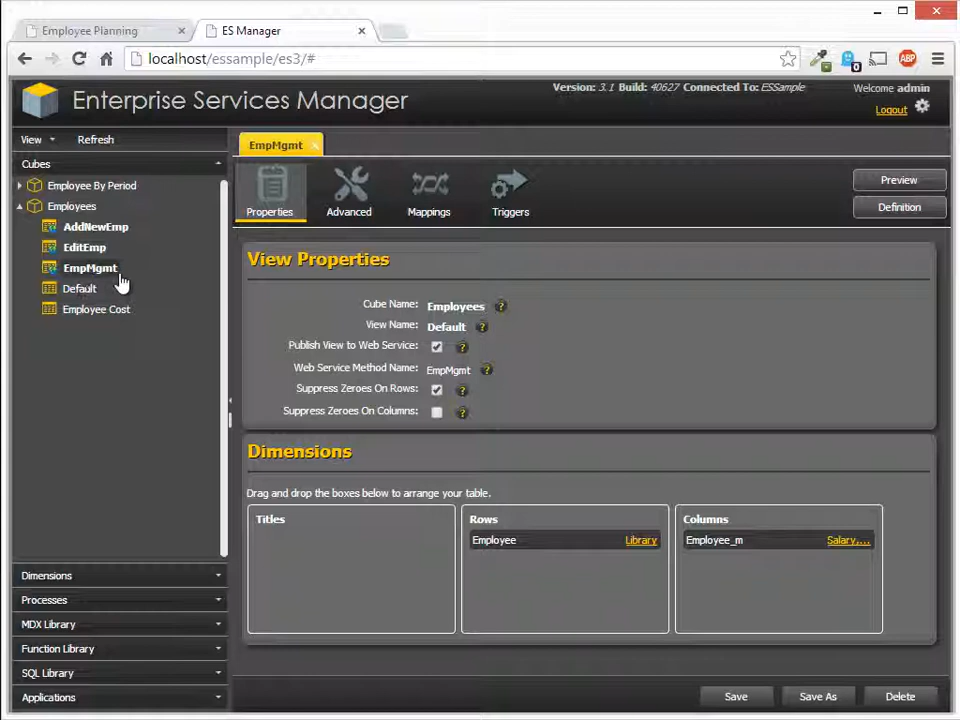 Employee Planning
ES Manager
localhost/essample/es3/#
0
ABP
Enterprise Services Manager
Version: 3.1 Build: 40627 Connected To: ESSample
Welcome admin
Logout
View
Refresh
Cubes
Employee By Period
Employees
AddNewEmp
EditEmp
EmpMgmt
Default
Employee Cost
Dimensions
Processes
MDX Library
Function Library
SQL Library
Applications
EmpMgmt
Properties
Advanced
Mappings
Triggers
Preview
Definition
View Properties
Cube Name: Employees ?
View Name: Default ?
Publish View to Web Service: ?
Web Service Method Name: EmpMgmt ?
Suppress Zeroes On Rows: ?
Suppress Zeroes On Columns: ?
Dimensions
Drag and drop the boxes below to arrange your table.
Titles
Rows
Employee Library
Columns
Employee_m Salary,...
Save
Save As
Delete